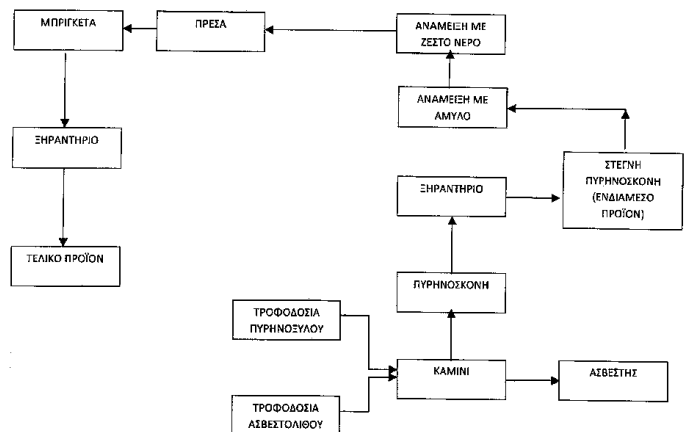 ΜΠΡΙΓΚΕΤΑ
ΠΡΕΣΑ
ΑΝΑΜΕΙΞΗ ΜΕ
ΖΕΣΤΟ ΝΕΡΟ
ΑΝΑΜΕΙΞΗ ΜΕ
ΑΜΥΛΟ
ΞΗΡΑΝΤΗΡΙΟ
ΣΤΕΓΝΗ
ΠΥΡΗΝΟΣΚΟΝΗ
(ΕΝΔΙΑΜΕΣΟ
ΠΡΟΪΟΝ)
ΞΗΡΑΝΤΗΡΙΟ
ΤΕΛΙΚΟ ΠΡΟΪΟΝ
ΠΥΡΗΝΟΣΚΟΝΗ
ΤΡΟΦΟΔΟΣΙΑ
ΠΥΡΗΝΟΞΥΛΟΥ
ΚΑΜΙΝΙ
ΑΣΒΕΣΤΗΣ
ΤΡΟΦΟΔΟΣΙΑ
ΑΣΒΕΣΤΟΛΙΘΟΥ